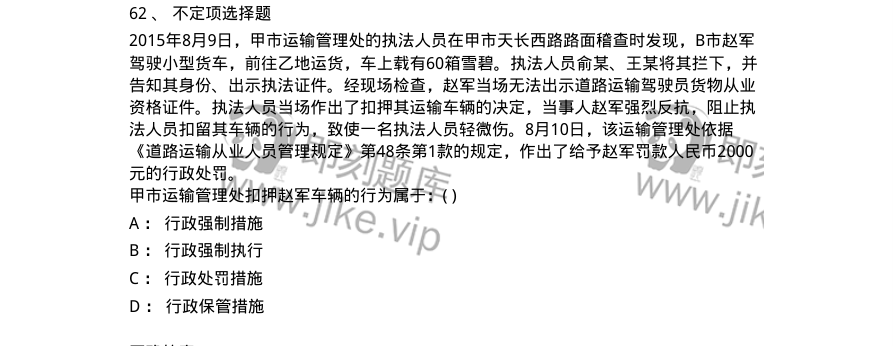 62 、 不定项选择题
2015年8月9日，甲市运输管理处的执法人员在甲市天长西路路面稽查时发现，B市赵军
驾驶小型货车，前往乙地运货，车上载有60箱雪碧。执法人员俞某、王某将其拦下，并
告知其身份、出示执法证件。经现场检查，赵军当场无法出示道路运输驾驶员货物从业
资格证件。执法人员当场作出了扣押其运输车辆的决定，当事人赵军强烈反抗，阻止执
法人员扣留其车辆的行为，致使一名执法人员轻微伤。8月10日，该运输管理处依据
《道路运输从业人员管理规定》第48条第1款的规定，作出了给予赵军罚款人民币2000
元的行政处罚。
甲市运输管理处扣押赵军车辆的行为属于：( )
A ： 行政强制措施
B ： 行政强制执行
C ： 行政处罚措施
D ： 行政保管措施
即刻题库
www.jike.vip
即刻
www.jik